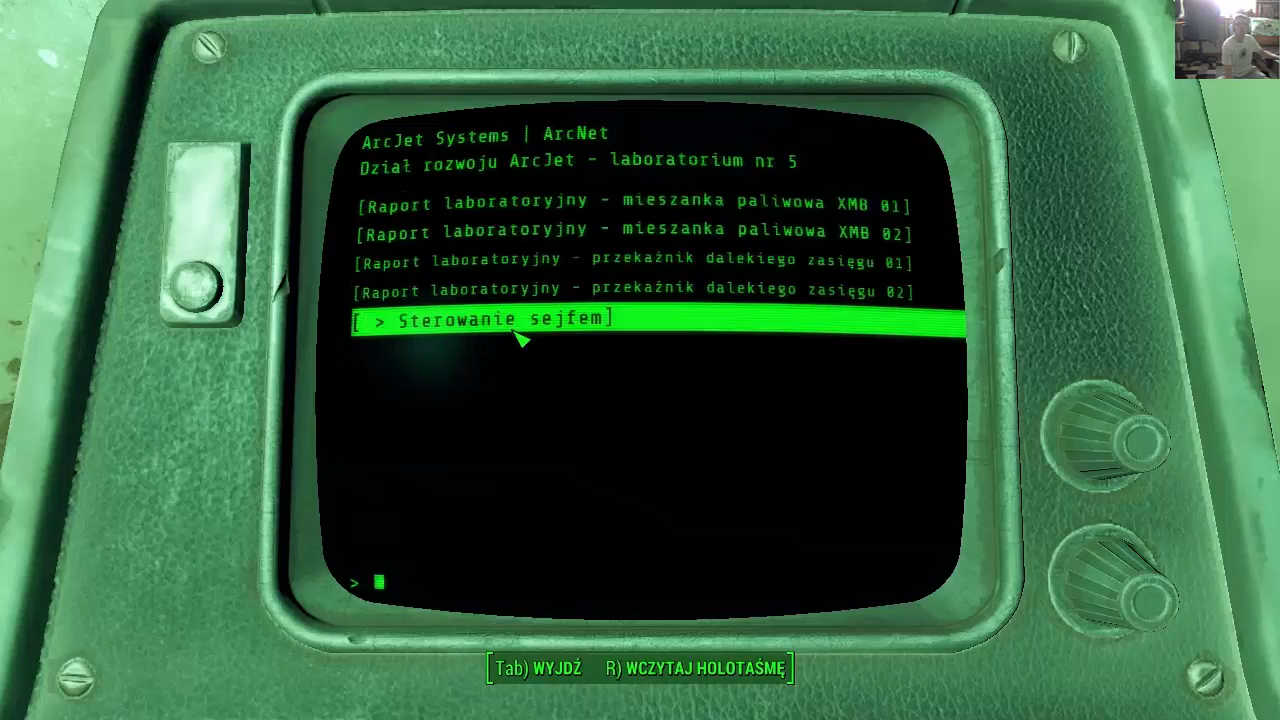 ArcJet Systems | ArcNet
Dział rozwoju ArcJet - laboratorium nr 5
[Raport laboratoryjny - mieszanka paliwowa XMB 01]
[Raport laboratoryjny - mieszanka paliwowa XMB 02]
[Raport laboratoryjny - przekaźnik dalekiego zasięgu 01]
[Raport laboratoryjny - przekaźnik dalekiego zasięgu 02]
[ > Sterowanie sejfem]
>
[Tab) WYJDŹ R) WCZYTAJ HOLOTAŚMĘ]